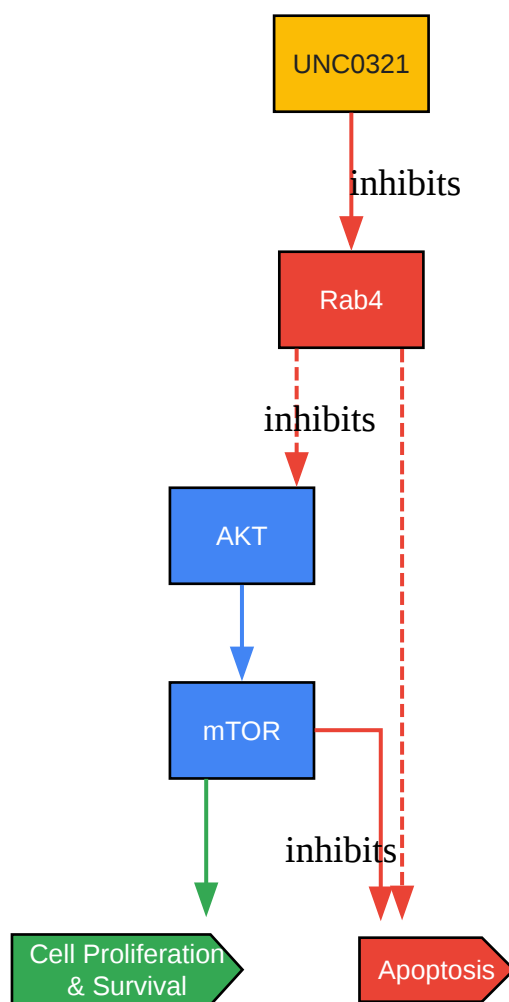 UNC0321
inhibits
Rab4
inhibits
AKT
mTOR
inhibits
Cell Proliferation
& Survival
Apoptosis